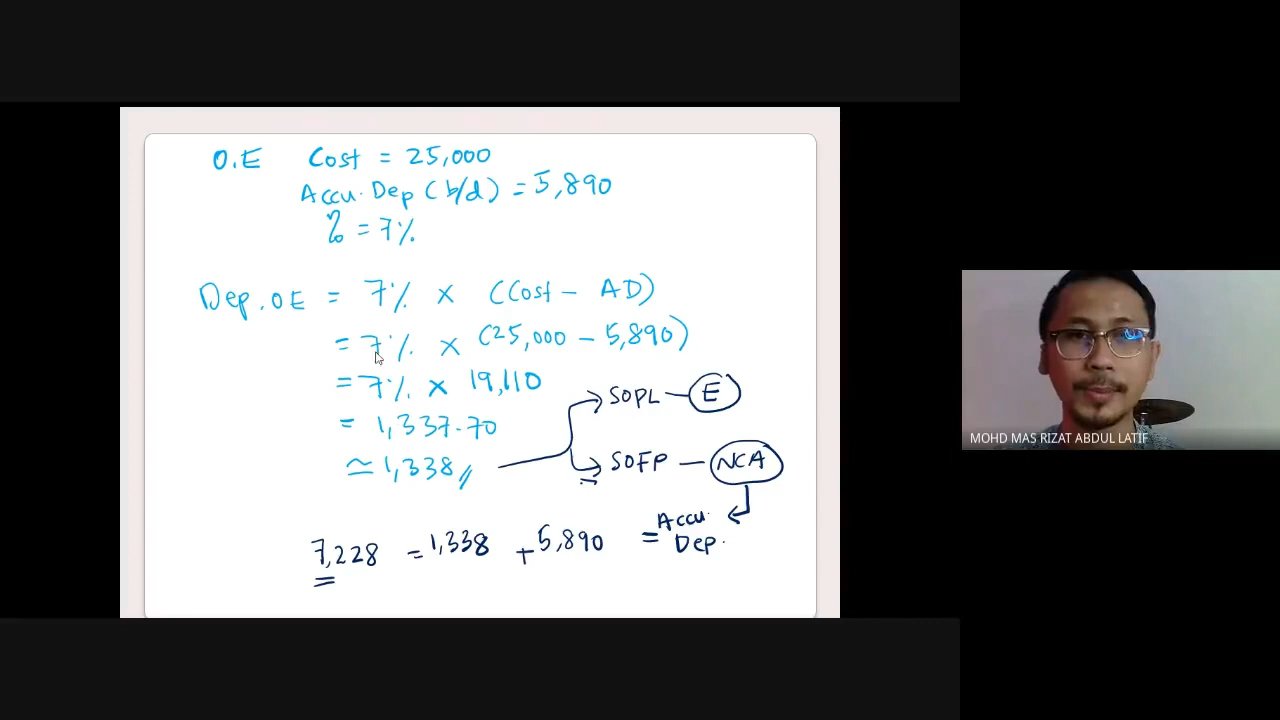 O.E Cost = 25,000
Accu. Dep (b/d) = 5,890
% = 7%
Dep. OE = 7% × (Cost - AD)
= 7% × (25,000 - 5,890)
= 7% × 19,110
= 1,337.70
≃ 1,338 //
SOPL - E
SOFP - NCA
7,228 = 1,338 + 5,890 = Accu. Dep.
MOHD MAS RIZAT ABDUL LATIF